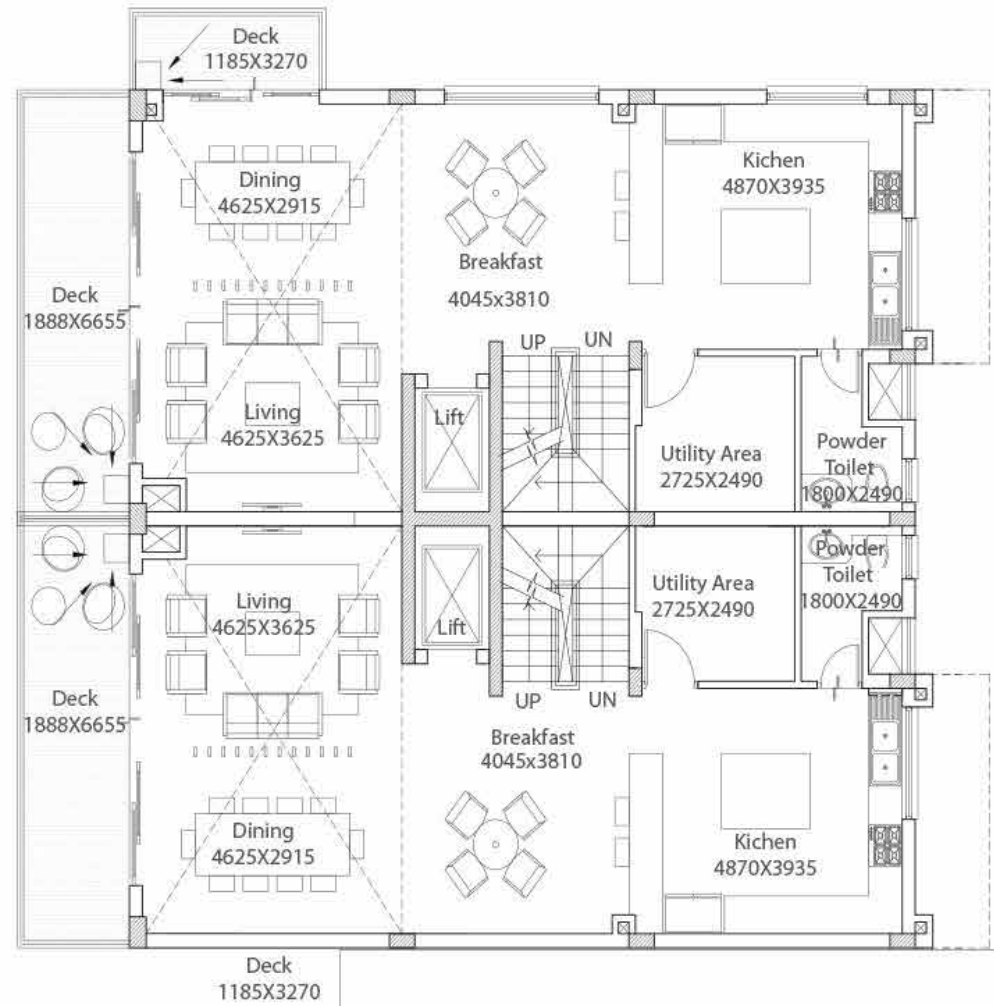 Deck
1185X3270
Dining
4625X2915
Kichen
4870X3935
Breakfast
4045x3810
Deck
1888X6655
UP
UN
Lift
Living
4625X3625
Utility Area
2725X2490
Powder
Toilet
1800X2490
Living
4625X3625
Lift
Utility Area
2725X2490
Powder
Toilet
1800X2490
UP
UN
Deck
1888X6655
Breakfast
4045x3810
Dining
4625X2915
Kichen
4870X3935
Deck
1185X3270